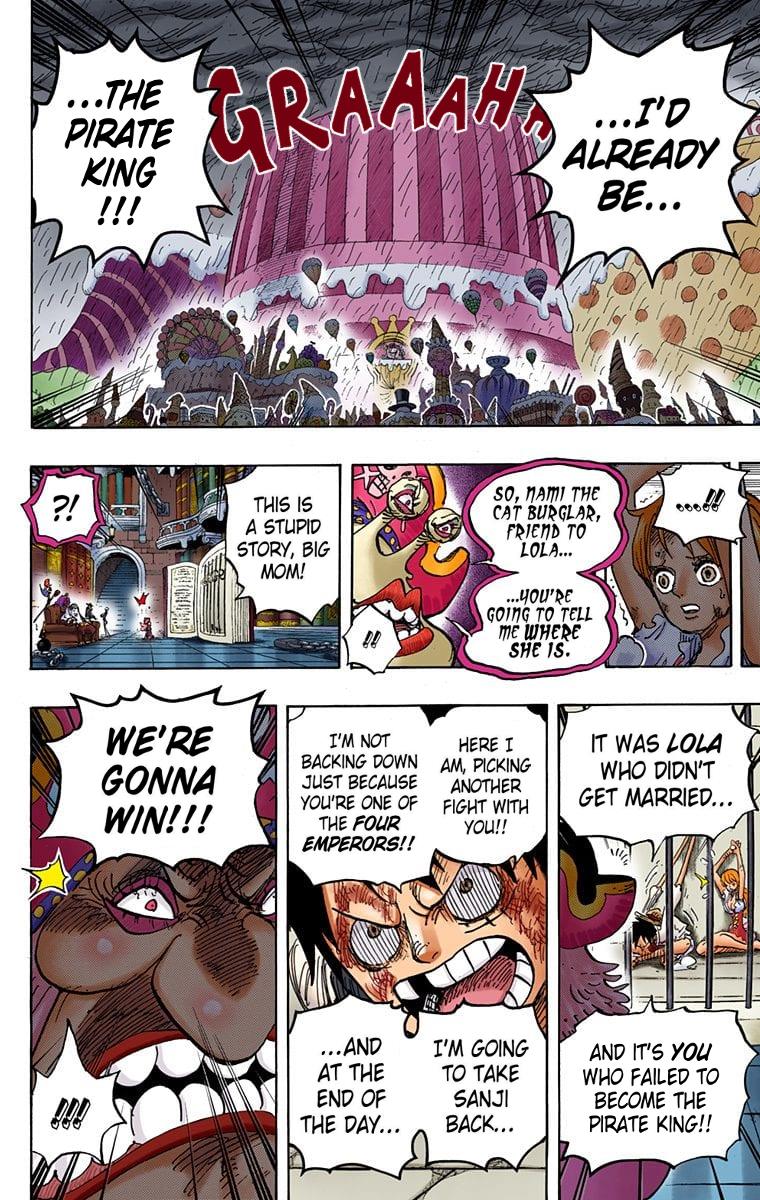 ...I'D
ALREADY
BE...
GRAAAAHH
...THE
PIRATE
KING
!!!
...!!
SO, NAMI THE
CAT BURGLAR,
FRIEND TO
LOLA...
...YOU'RE
GOING TO TELL
ME WHERE
SHE IS.
!!
THIS IS
A STUPID
STORY, BIG
MOM!
?!
IT WAS LOLA
WHO DIDN'T
GET MARRIED...
AND IT'S YOU
WHO FAILED TO
BECOME THE
PIRATE KING!!
HERE I
AM, PICKING
ANOTHER
FIGHT WITH
YOU!!
I'M NOT
BACKING DOWN
JUST BECAUSE
YOU'RE ONE OF
THE FOUR
EMPERORS!!
I'M GOING
TO TAKE
SANJI
BACK...
...AND
AT THE
END OF
THE DAY...
WE'RE
GONNA
WIN!!!
!!!